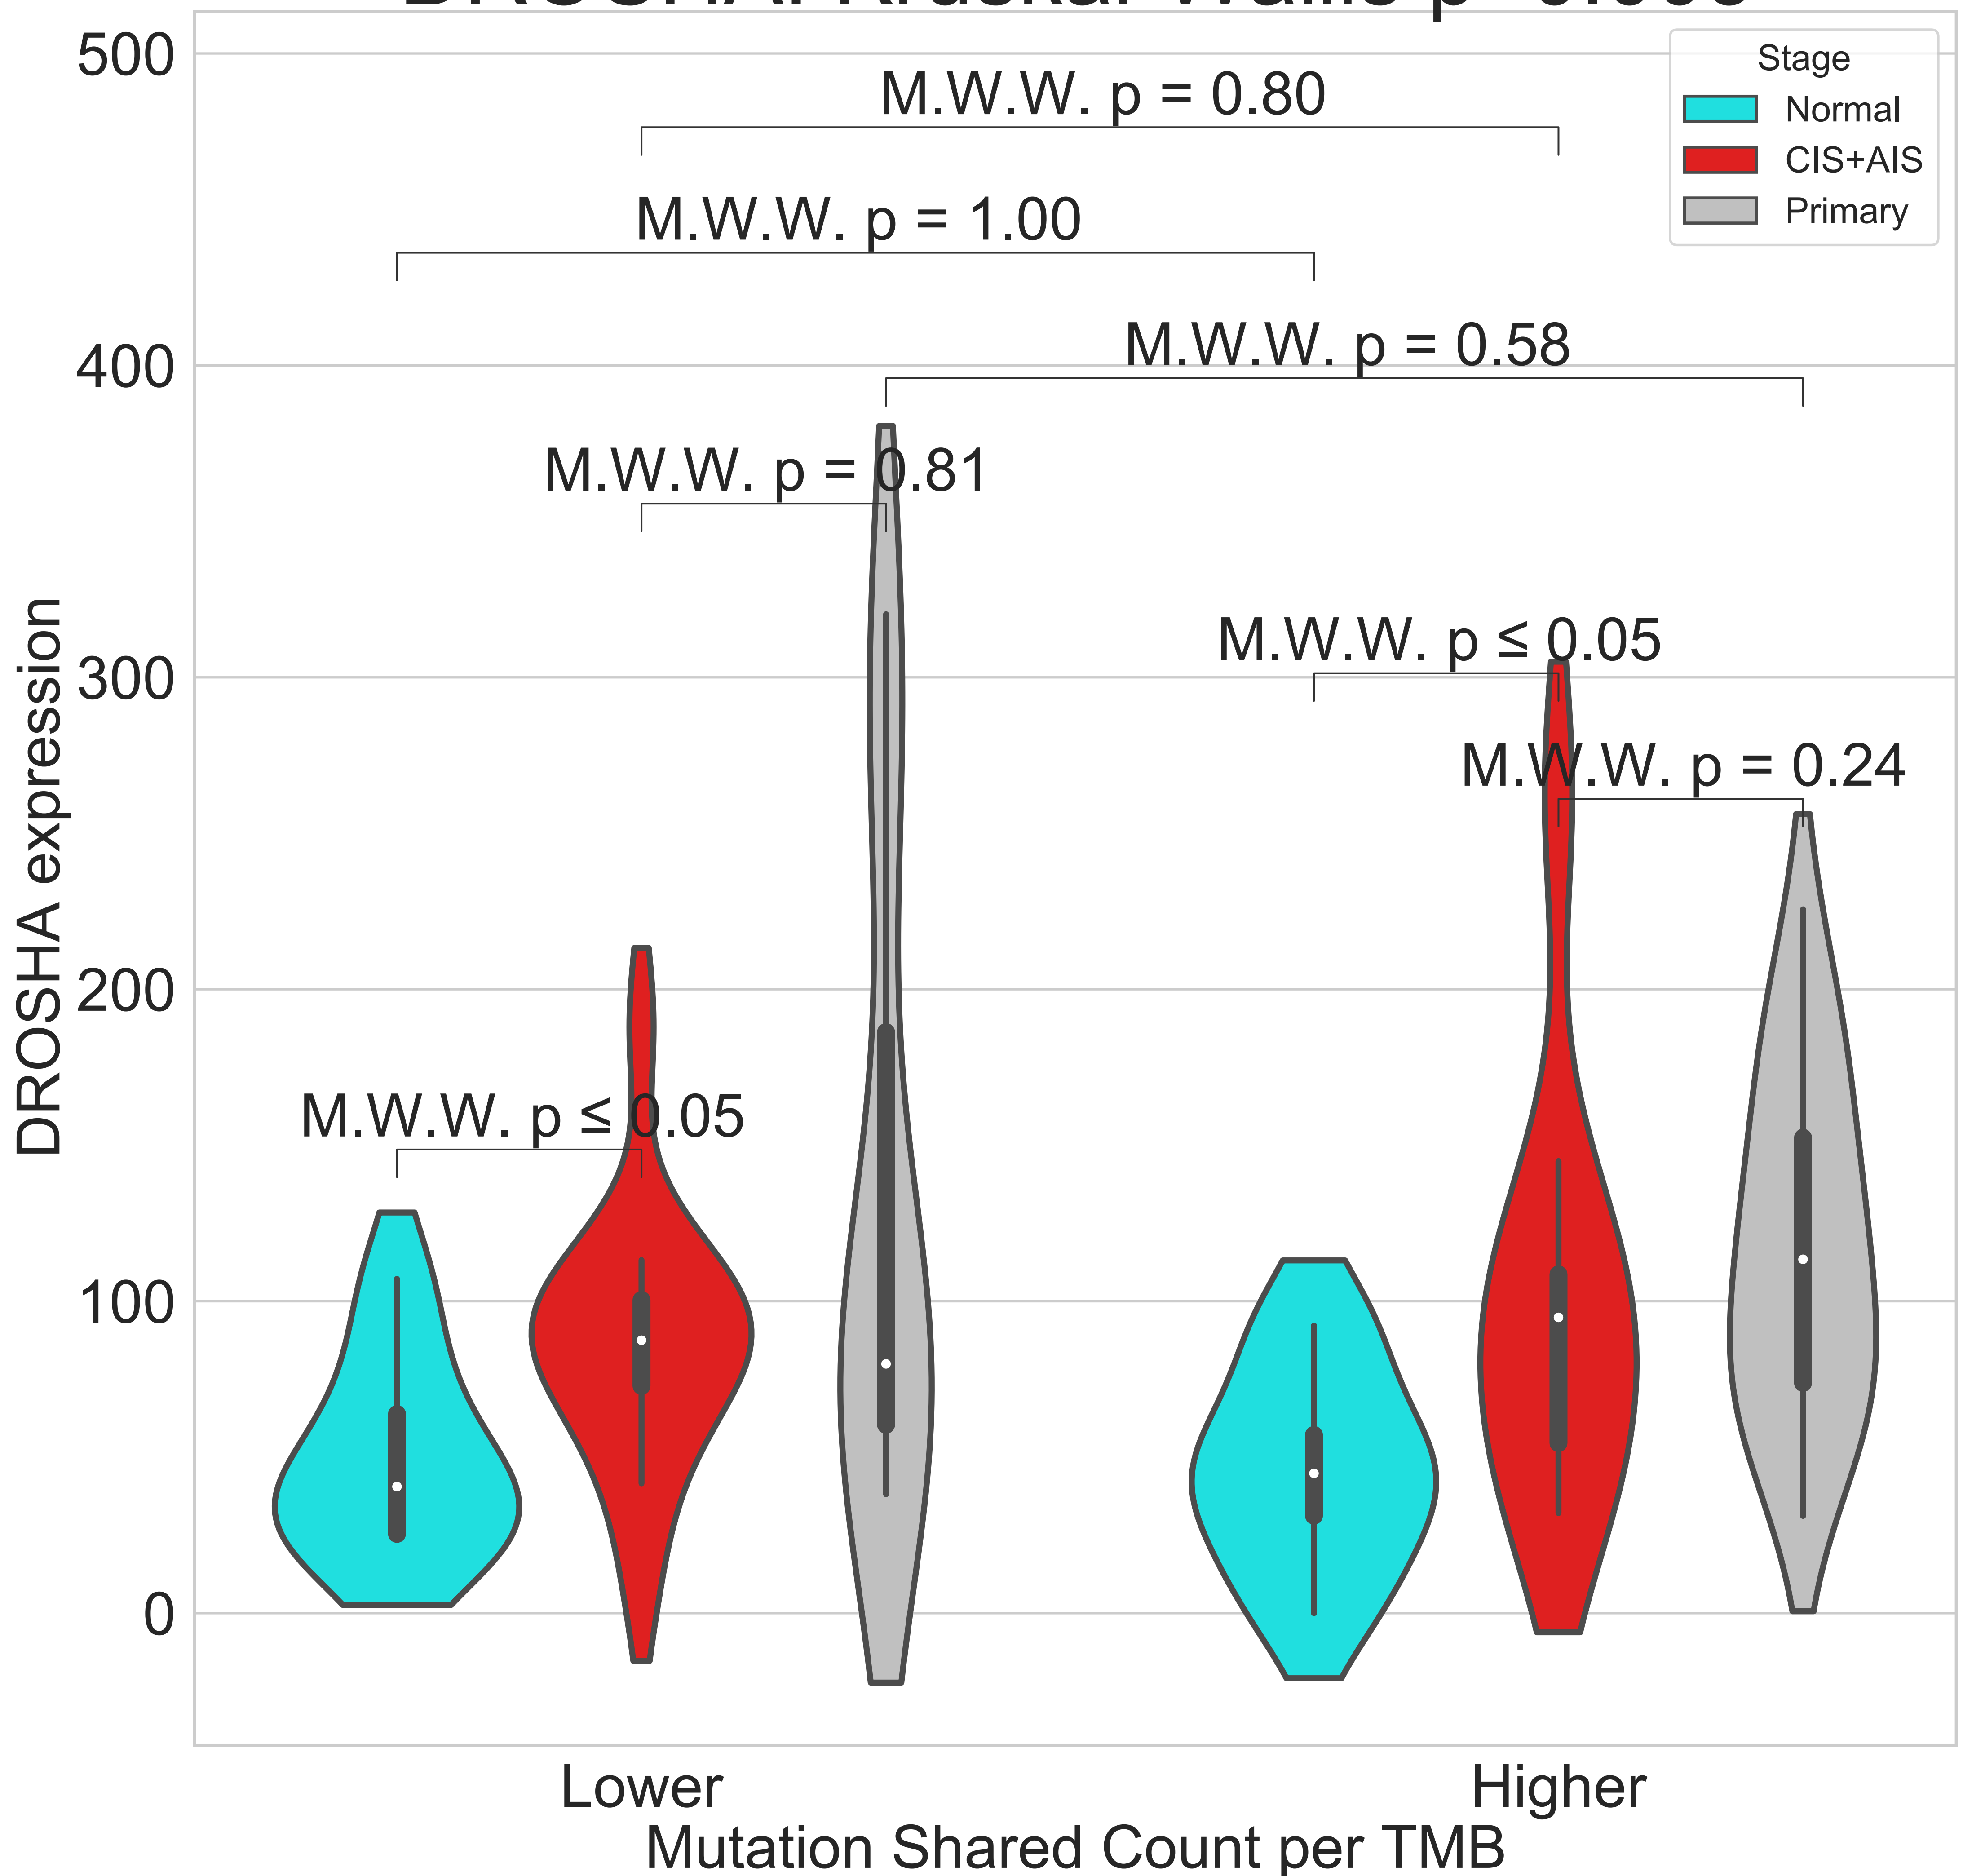 500
400
300
200
100
0
DROSHA expression
M.W.W. p = 0.80
M.W.W. p = 1.00
M.W.W. p = 0.58
M.W.W. p = 0.81
M.W.W. p ≤ 0.05
M.W.W. p = 0.24
M.W.W. p ≤ 0.05
Stage
Normal
CIS+AIS
Primary
Lower
Higher
Mutation Shared Count per TMB